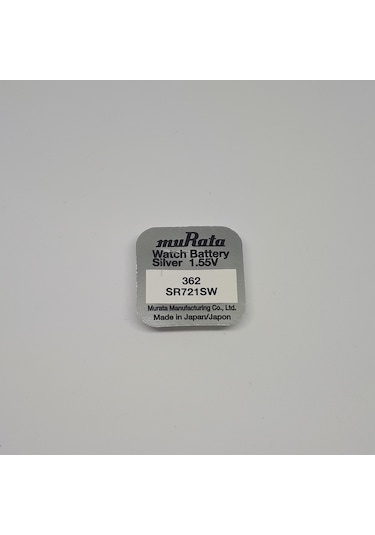 muRata
Watch Battery
Silver 1.55V
362
SR721SW
Murata Manufacturing Co., Ltd.
Made in Japan/Japon